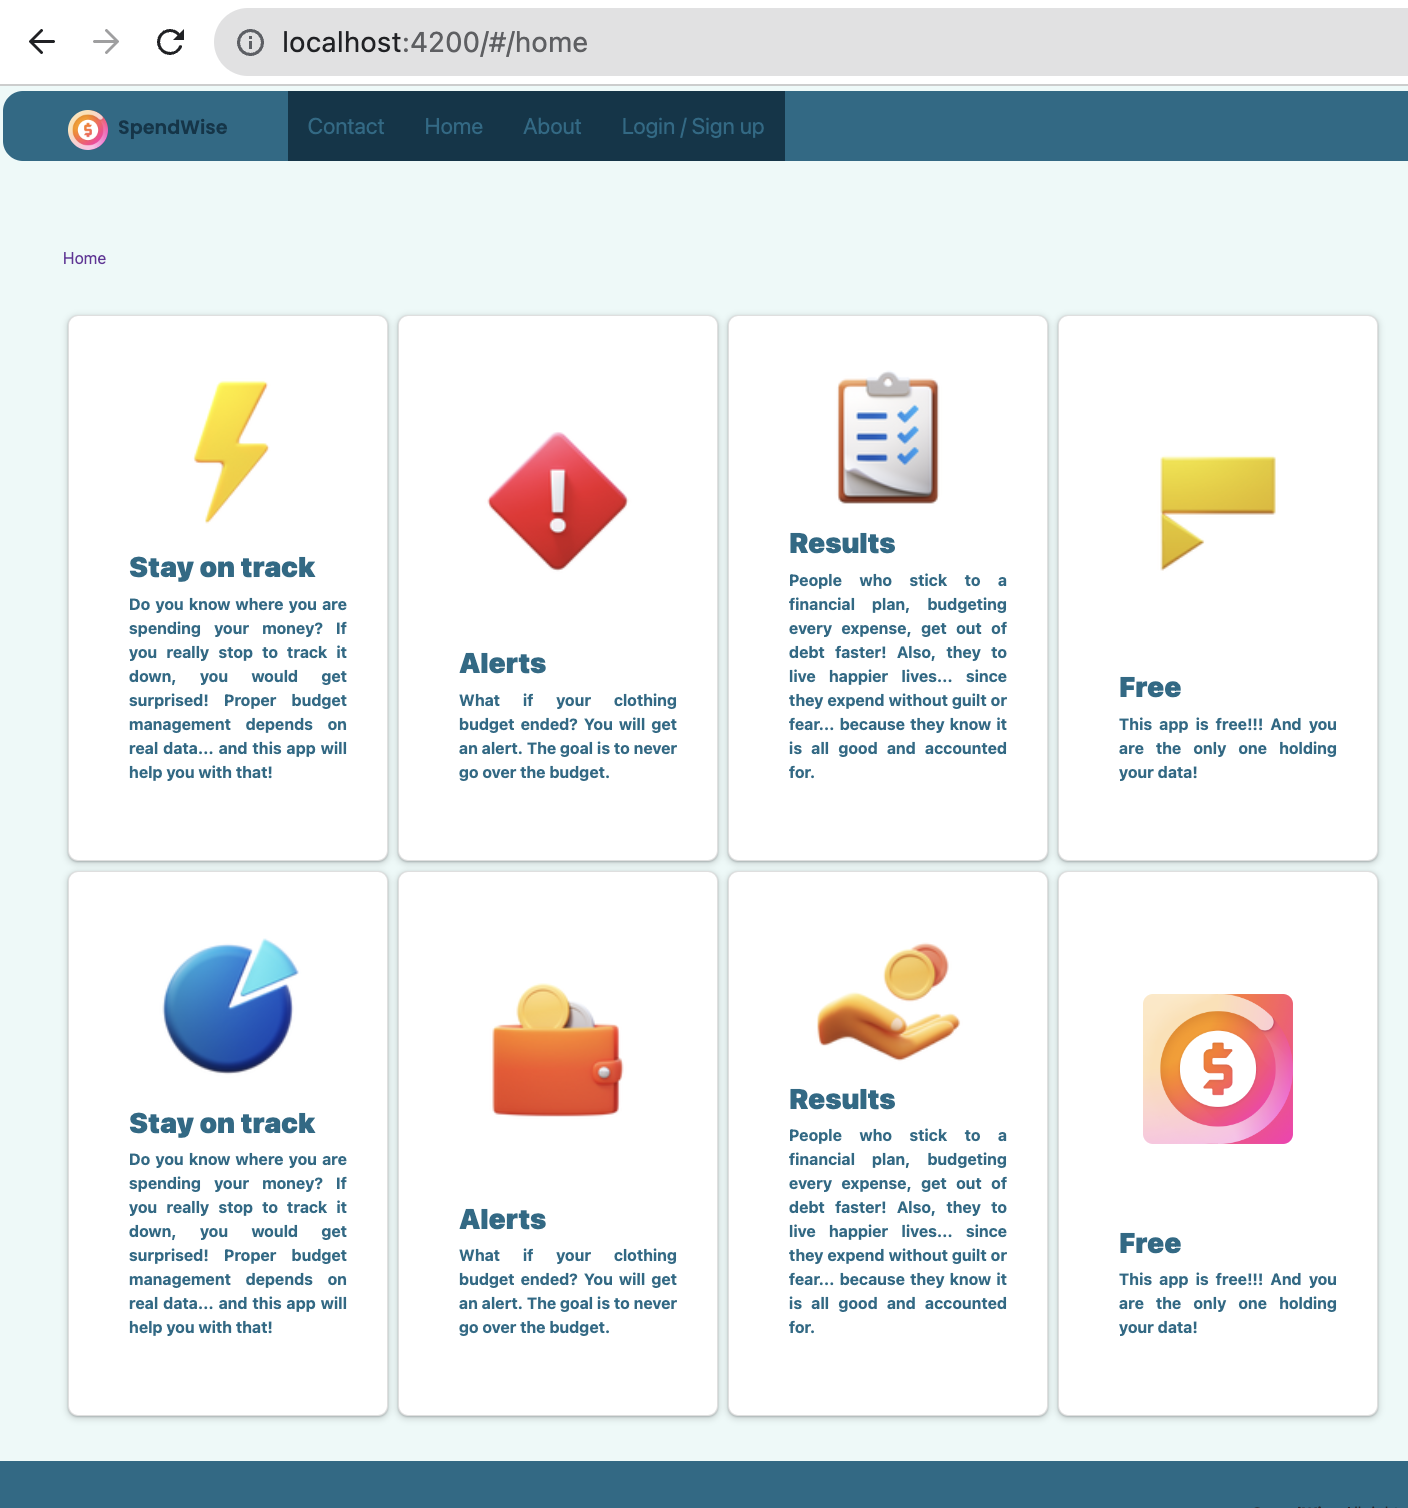 localhost:4200/#/home
SpendWise Contact Home About Login / Sign up
Home
Stay on track
Do you know where you are
spending your money? If
you really stop to track it
down, you would get
surprised! Proper budget
management depends on
real data... and this app will
help you with that!
Alerts
What if your clothing
budget ended? You will get
an alert. The goal is to never
go over the budget.
Results
People who stick to a
financial plan, budgeting
every expense, get out of
debt faster! Also, they to
live happier lives... since
they expend without guilt or
fear... because they know it
is all good and accounted
for.
Free
This app is free!!! And you
are the only one holding
your data!
Stay on track
Do you know where you are
spending your money? If
you really stop to track it
down, you would get
surprised! Proper budget
management depends on
real data... and this app will
help you with that!
Alerts
What if your clothing
budget ended? You will get
an alert. The goal is to never
go over the budget.
Results
People who stick to a
financial plan, budgeting
every expense, get out of
debt faster! Also, they to
live happier lives... since
they expend without guilt or
fear... because they know it
is all good and accounted
for.
$
Free
This app is free!!! And you
are the only one holding
your data!